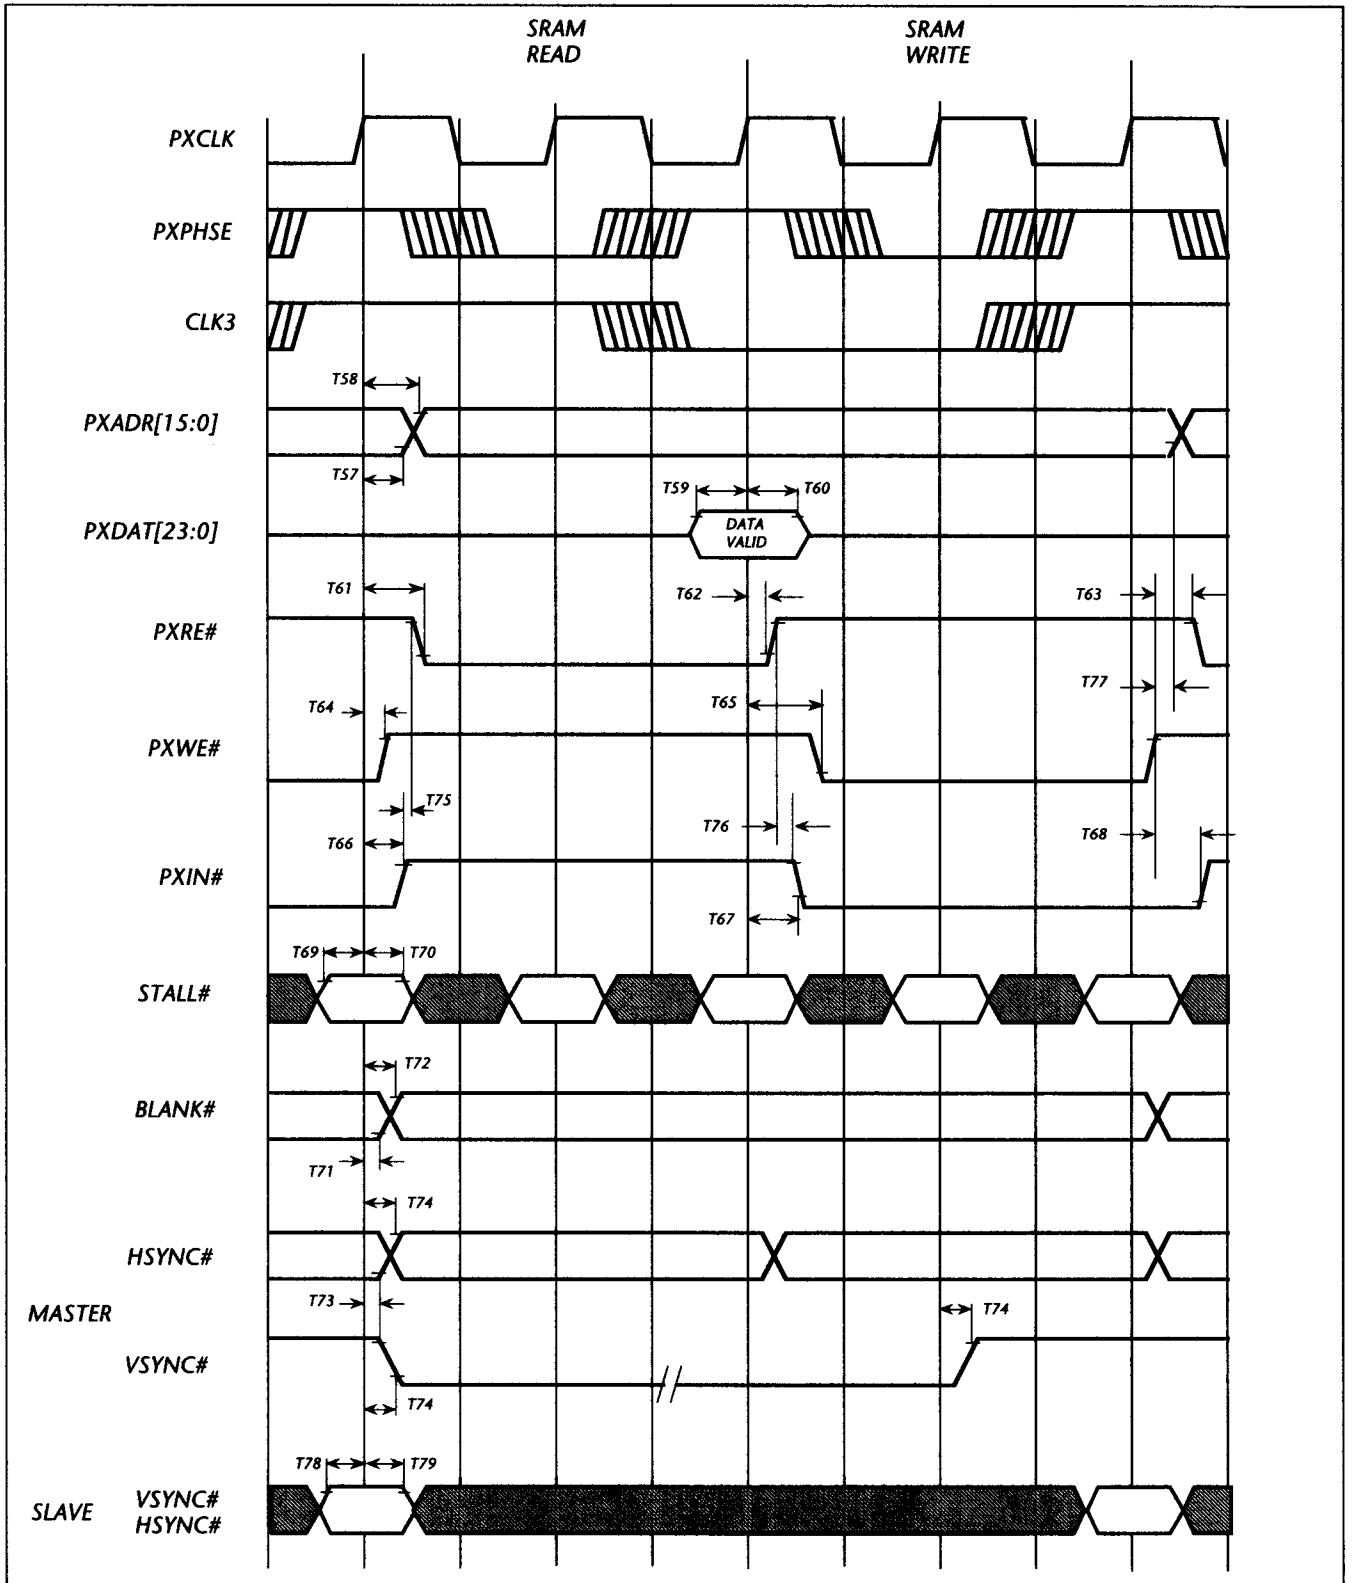 SRAM
READ
SRAM
WRITE
PXCLK
PXPHSE
CLK3
T58
PXADR[15:0]
T57
T59
T60
PXDAT[23:0]
DATA
VALID
T61
T62
T63
PXRE#
T77
T64
T65
PXWE#
T75
T66
T76
T68
PXIN#
T67
T69
T70
STALL#
T72
BLANK#
T71
T74
HSYNC#
T73
T74
MASTER
VSYNC#
T74
T78
T79
SLAVE
VSYNC#
HSYNC#